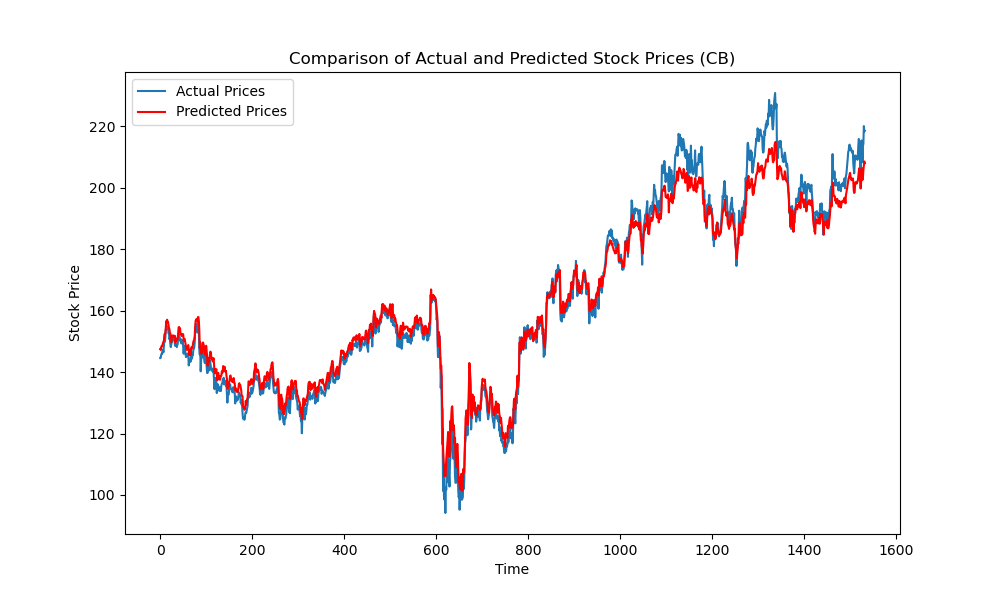 Comparison of Actual and Predicted Stock Prices (CB)
Actual Prices
Predicted Prices
220
200
180
160
140
120
100
Stock Price
0 200 400 600 800 1000 1200 1400 1600
Time